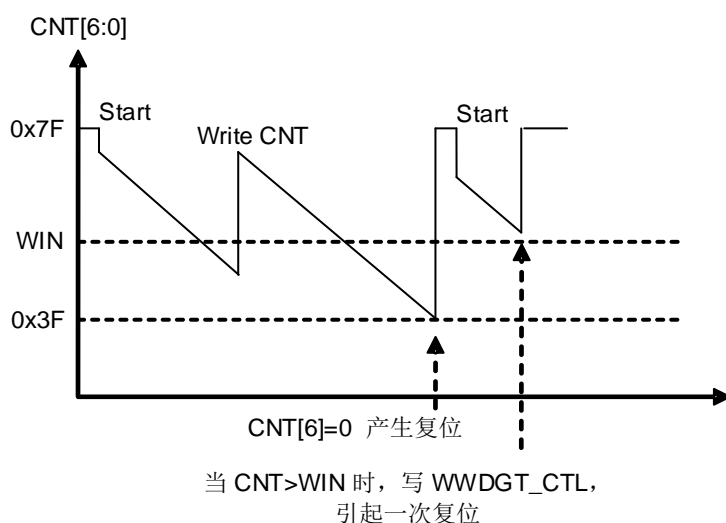 CNT[6:0]
Start
Start
0x7F
Write CNT
WIN
0x3F
CNT[6]=0 产生复位
当 CNT>WIN 时，写 WWDGT_CTL，
引起一次复位